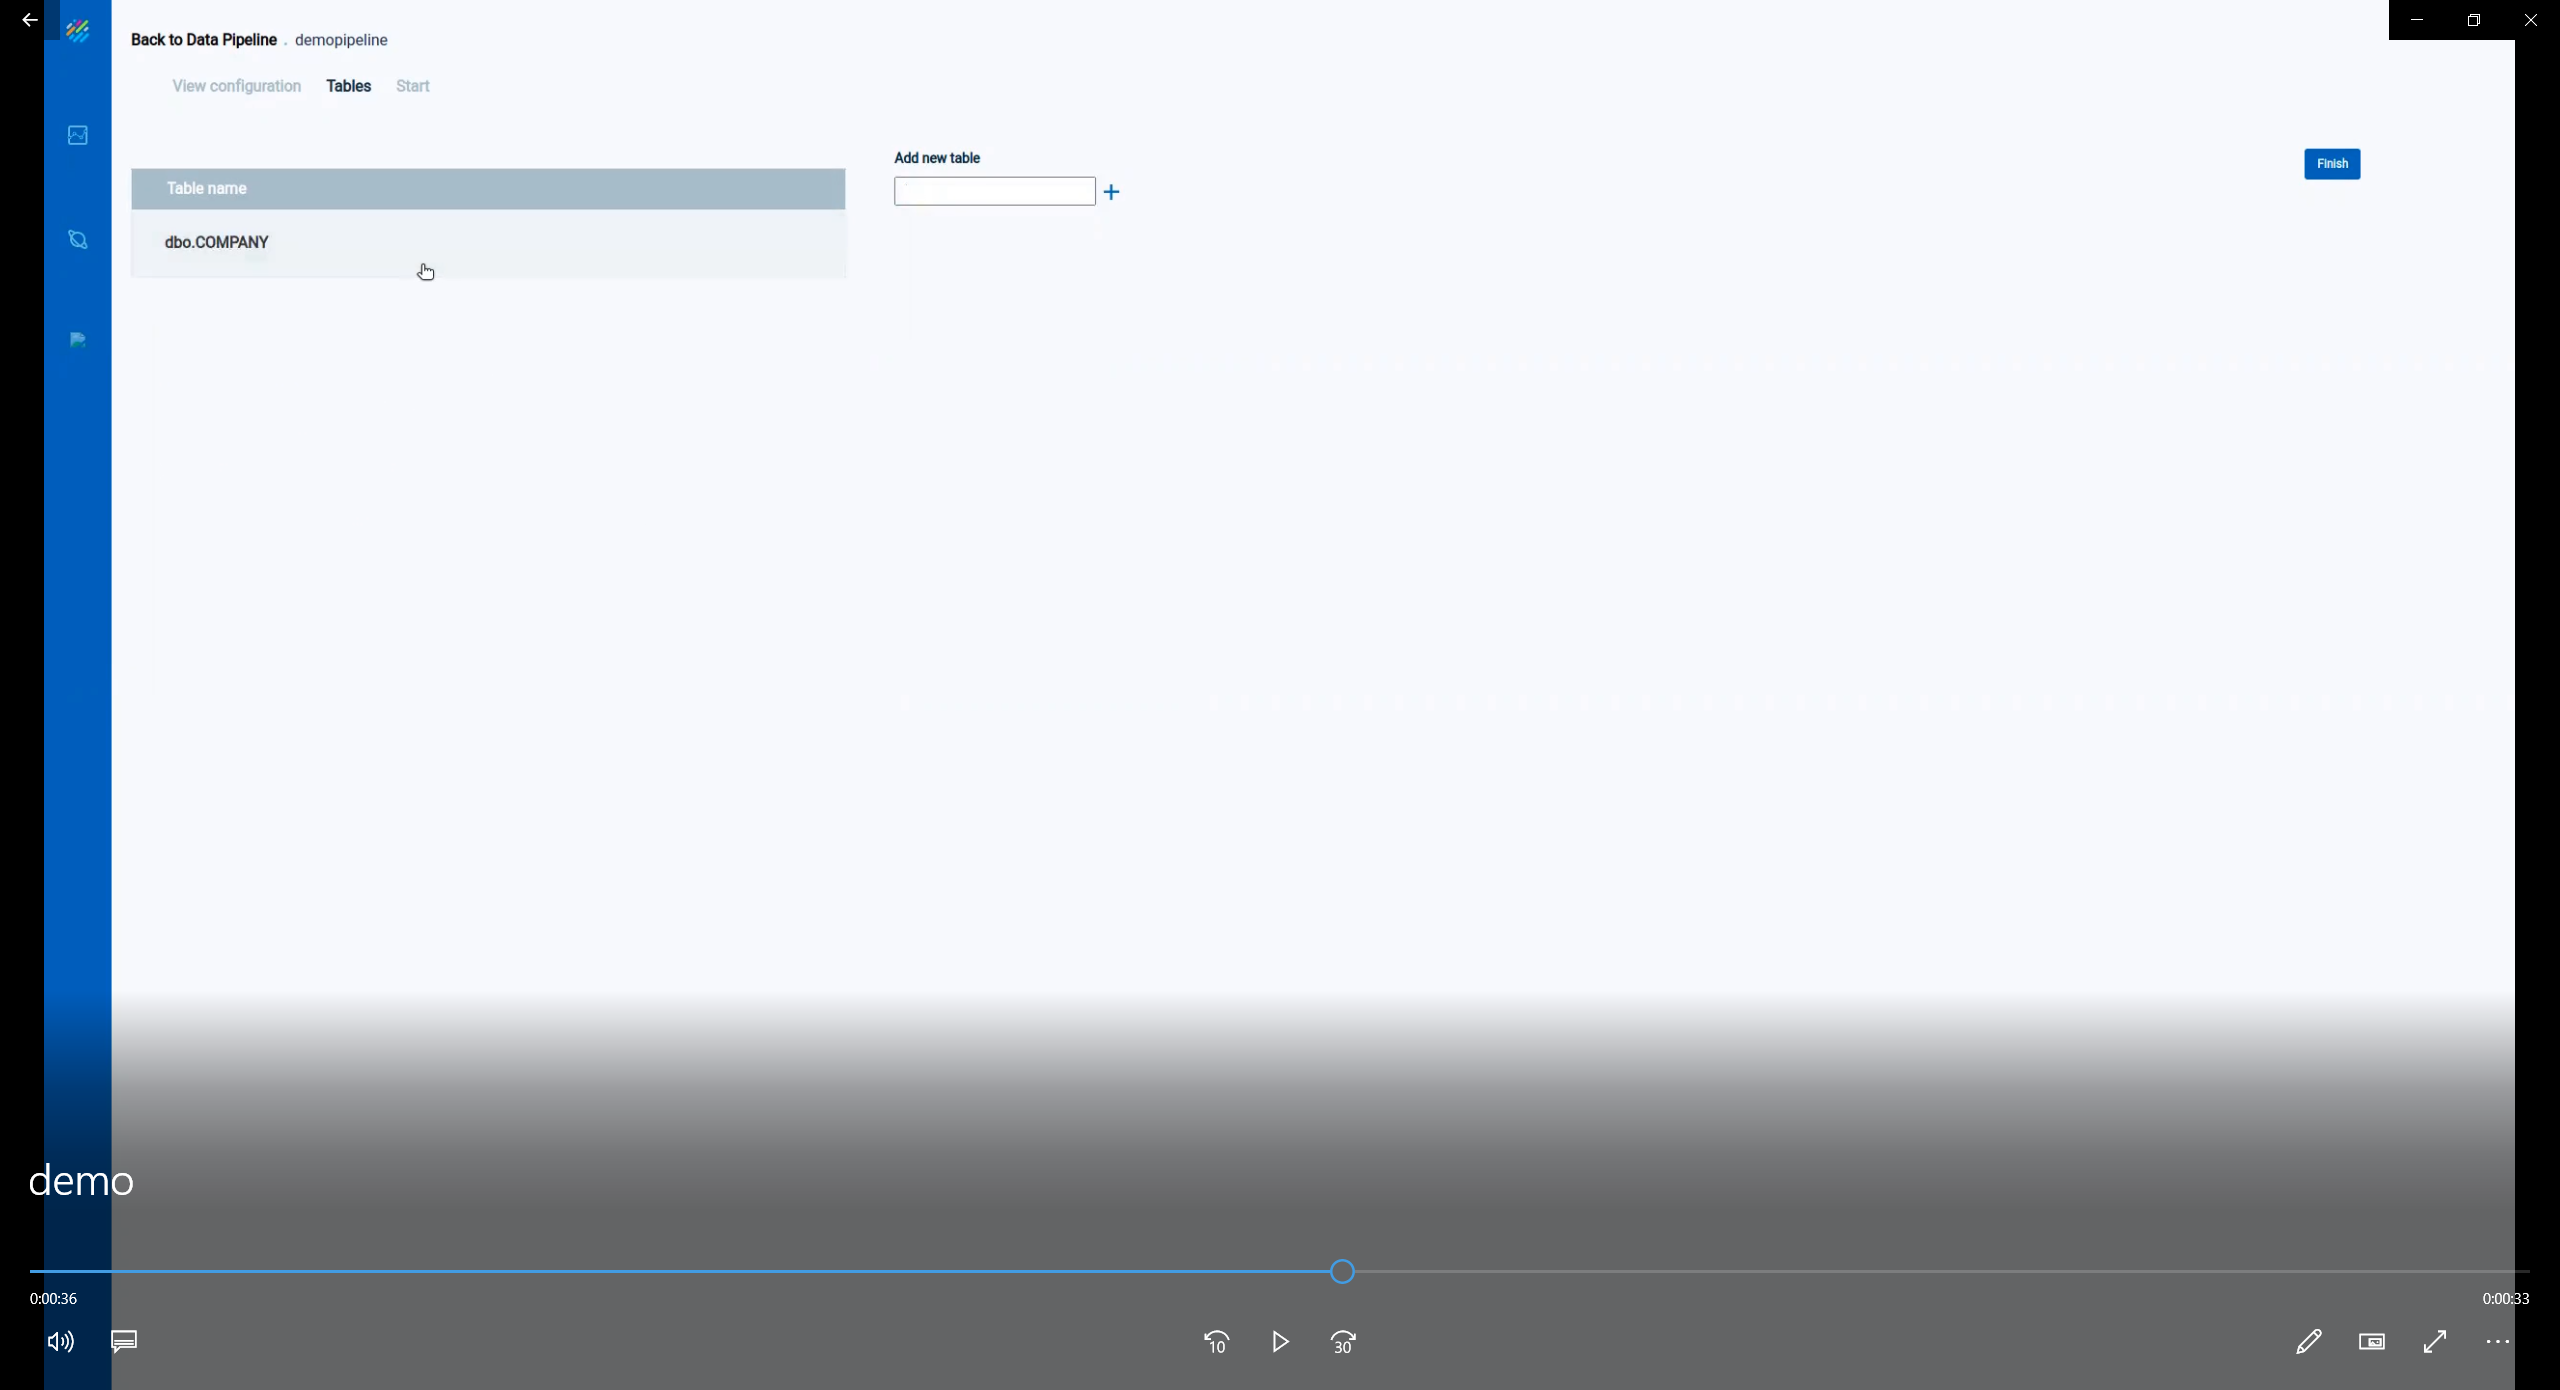 Back to Data Pipeline . demopipeline
View configuration Tables Start
Add new table
Finish
Table name
dbo.COMPANY
demo
0:00:36
0:00:33
10
30